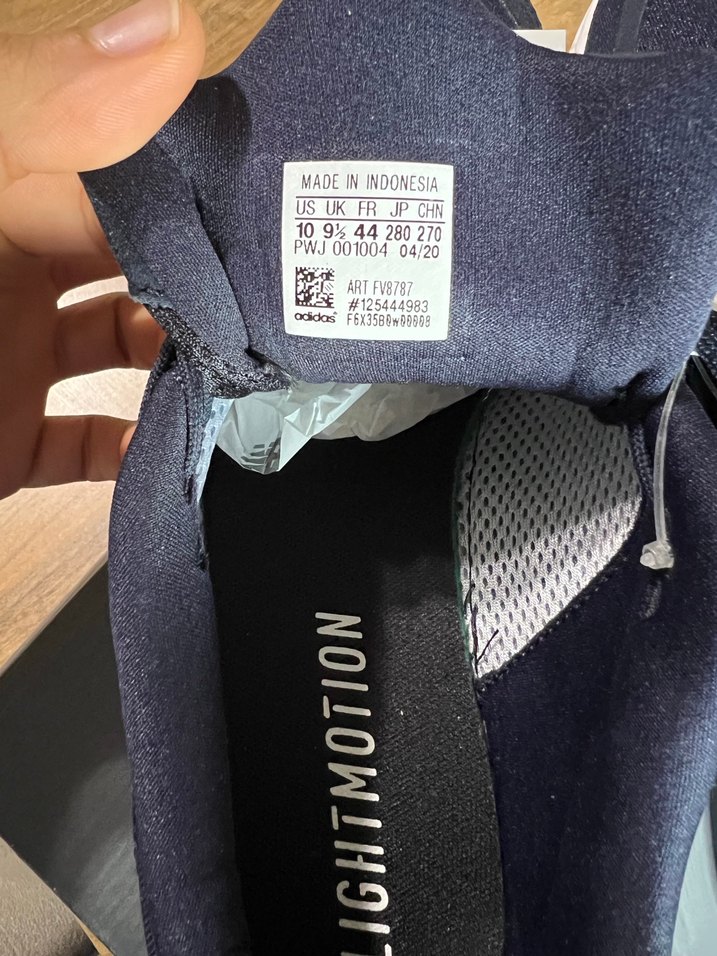 MADE IN INDONESIA
US UK FR JP CHN
10 9½ 44 280 270
PWJ 001004 04/20
ART FV8787
#125444983
adidas F6X35B0w00008
LIGHTMOTION